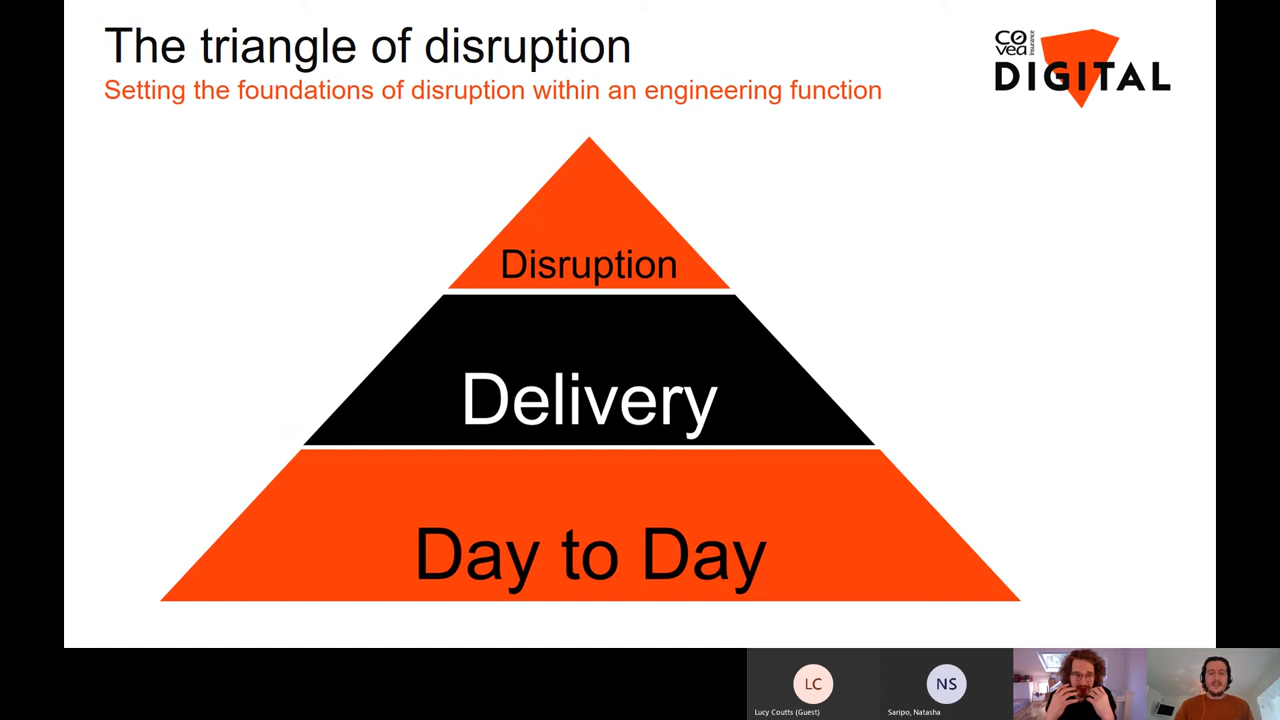 The triangle of disruption
Setting the foundations of disruption within an engineering function
CO
vea
Insurance
DIGITAL
Disruption
Delivery
Day to Day
LC
Lucy Coutts (Guest)
NS
Saripo, Natasha